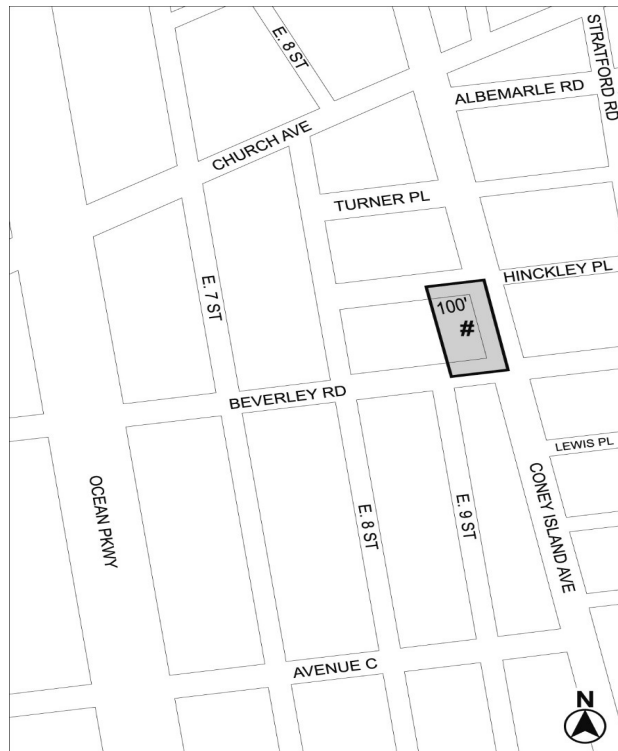 E. 8 ST
STRATFORD RD
ALBEMARLE RD
CHURCH AVE
TURNER PL
HINCKLEY PL
E. 7 ST
100'
#
BEVERLEY RD
LEWIS PL
OCEAN PKWY
E. 8 ST
E. 9 ST
CONEY ISLAND AVE
AVENUE C
N